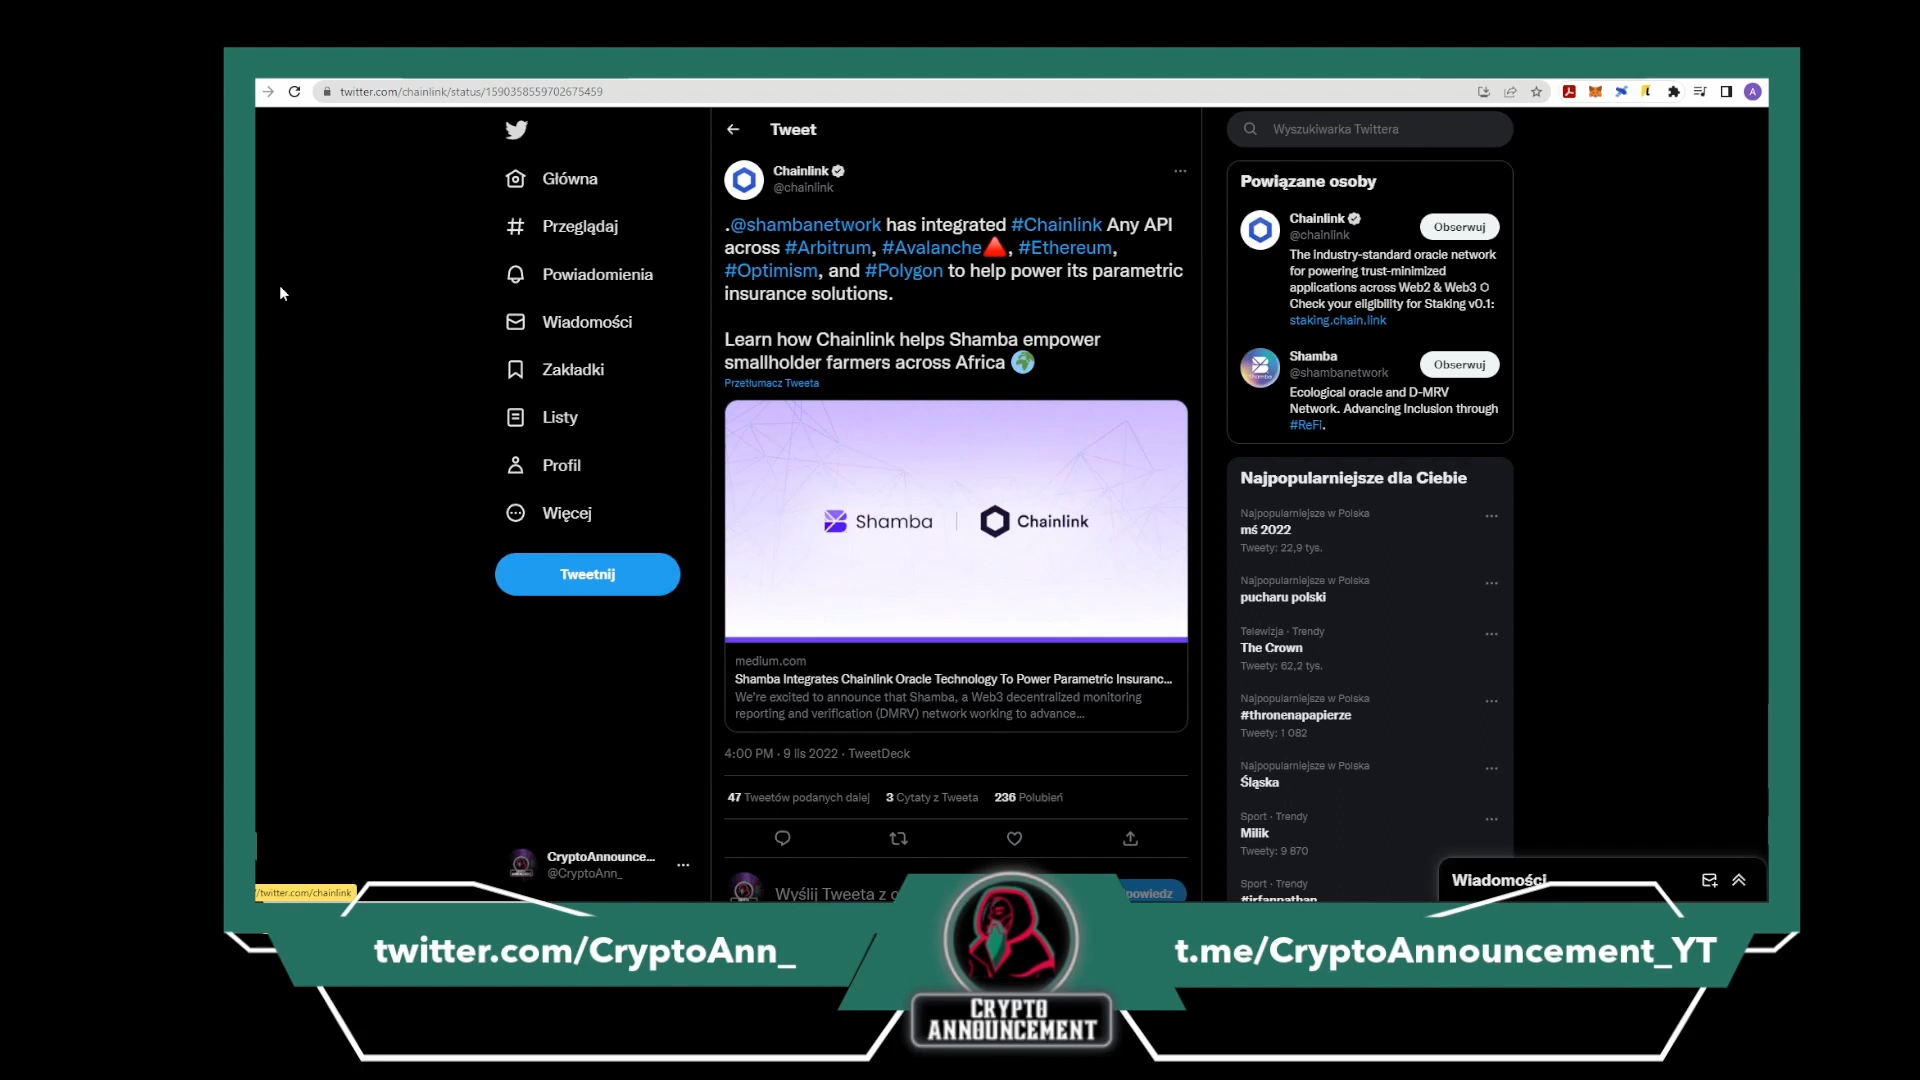 twitter.com/chainlink/status/1590358559702675459
A
Główna
Przeglądaj
Powiadomienia
Wiadomości
Zakładki
Listy
Profil
Więcej
Tweetnij
CryptoAnnounce...
@CryptoAnn_
/twitter.com/chainlink
Tweet
Chainlink
@chainlink
.@shambanetwork has integrated #Chainlink Any API
across #Arbitrum, #Avalanche🔺, #Ethereum,
#Optimism, and #Polygon to help power its parametric
insurance solutions.
Learn how Chainlink helps Shamba empower
smallholder farmers across Africa 🌍
Przetłumacz Tweeta
Shamba | Chainlink
medium.com
Shamba Integrates Chainlink Oracle Technology To Power Parametric Insuranc...
We're excited to announce that Shamba, a Web3 decentralized monitoring
reporting and verification (DMRV) network working to advance...
4:00 PM · 9 lis 2022 · TweetDeck
47 Tweetów podanych dalej 3 Cytaty z Tweeta 236 Polubień
Wyślij Tweeta z
powiedz
Wyszukiwarka Twittera
Powiązane osoby
Chainlink
@chainlink
Obserwuj
The industry-standard oracle network
for powering trust-minimized
applications across Web2 & Web3 ⬡
Check your eligibility for Staking v0.1:
staking.chain.link
Shamba
@shambanetwork
Obserwuj
Ecological oracle and D-MRV
Network. Advancing Inclusion through
#ReFi.
Najpopularniejsze dla Ciebie
Najpopularniejsze w Polska
mś 2022
Tweety: 22,9 tys.
Najpopularniejsze w Polska
pucharu polski
Telewizja · Trendy
The Crown
Tweety: 62,2 tys.
Najpopularniejsze w Polska
#thronenapapierze
Tweety: 1 082
Najpopularniejsze w Polska
Śląska
Sport · Trendy
Milik
Tweety: 9 870
Sport · Trendy
#irfanpathan
Wiadomości
twitter.com/CryptoAnn_
CRYPTO
ANNOUNCEMENT
t.me/CryptoAnnouncement_YT